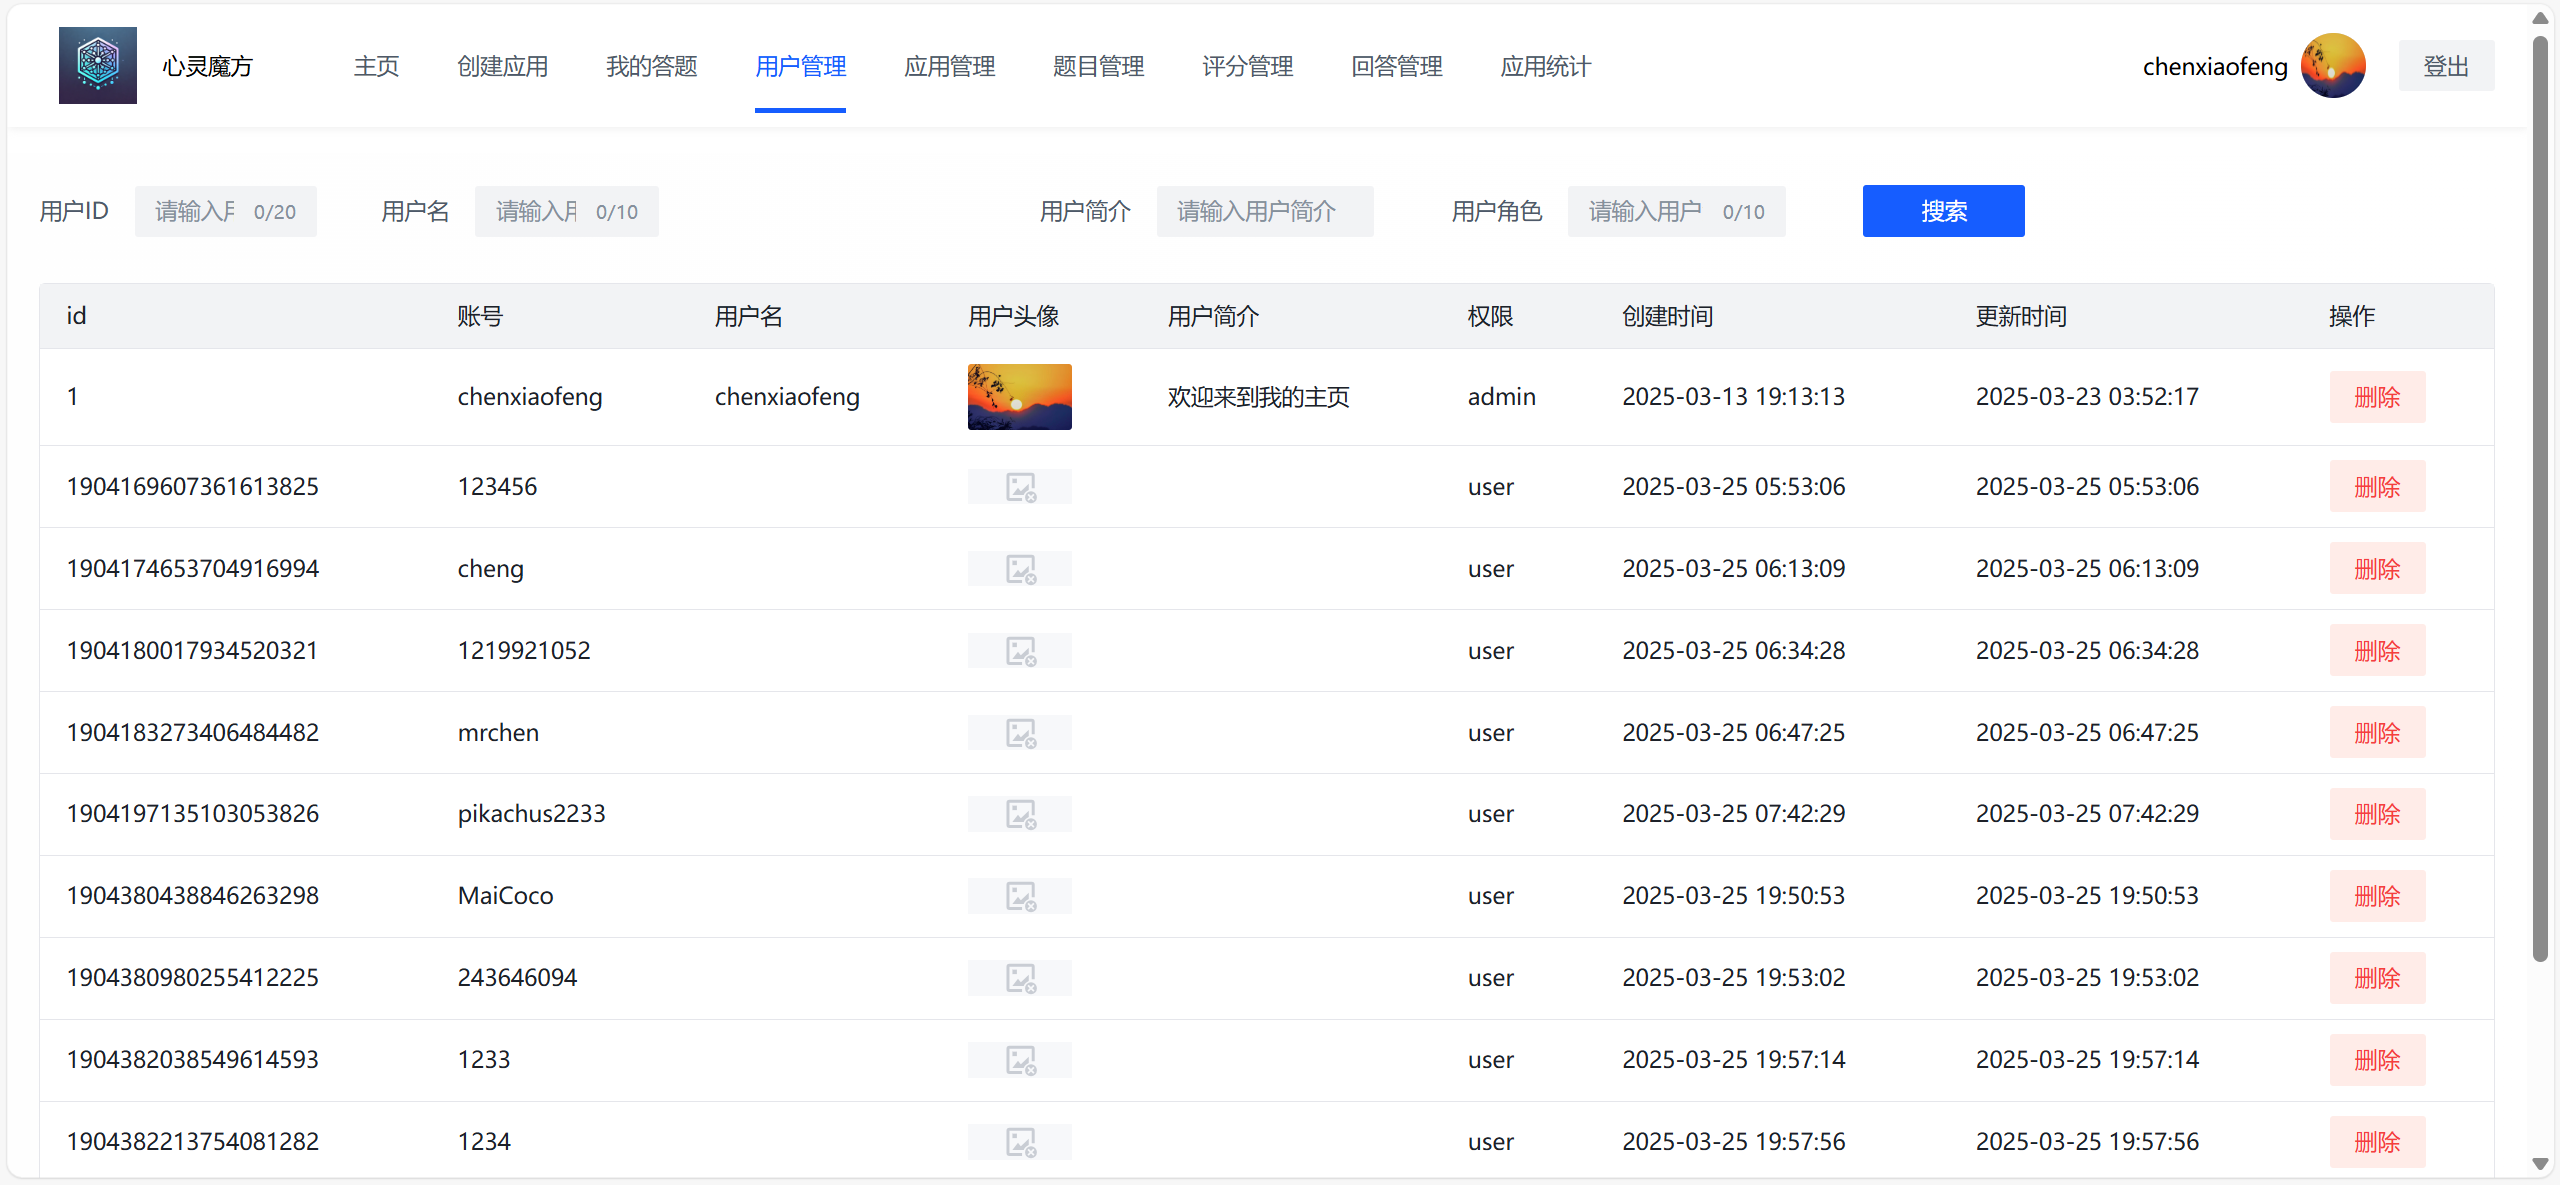 心灵魔方 主页 创建应用 我的答题 用户管理 应用管理 题目管理 评分管理 回答管理 应用统计 chenxiaofeng 登出
用户ID 请输入 0/20 用户名 请输入 0/10 用户简介 请输入用户简介 用户角色 请输入用户 0/10 搜索
id 账号 用户名 用户头像 用户简介 权限 创建时间 更新时间 操作
1 chenxiaofeng chenxiaofeng 欢迎来到我的主页 admin 2025-03-13 19:13:13 2025-03-23 03:52:17 删除
1904169607361613825 123456 user 2025-03-25 05:53:06 2025-03-25 05:53:06 删除
1904174653704916994 cheng user 2025-03-25 06:13:09 2025-03-25 06:13:09 删除
1904180017934520321 1219921052 user 2025-03-25 06:34:28 2025-03-25 06:34:28 删除
1904183273406484482 mrchen user 2025-03-25 06:47:25 2025-03-25 06:47:25 删除
1904197135103053826 pikachus2233 user 2025-03-25 07:42:29 2025-03-25 07:42:29 删除
1904380438846263298 MaiCoco user 2025-03-25 19:50:53 2025-03-25 19:50:53 删除
1904380980255412225 243646094 user 2025-03-25 19:53:02 2025-03-25 19:53:02 删除
1904382038549614593 1233 user 2025-03-25 19:57:14 2025-03-25 19:57:14 删除
1904382213754081282 1234 user 2025-03-25 19:57:56 2025-03-25 19:57:56 删除